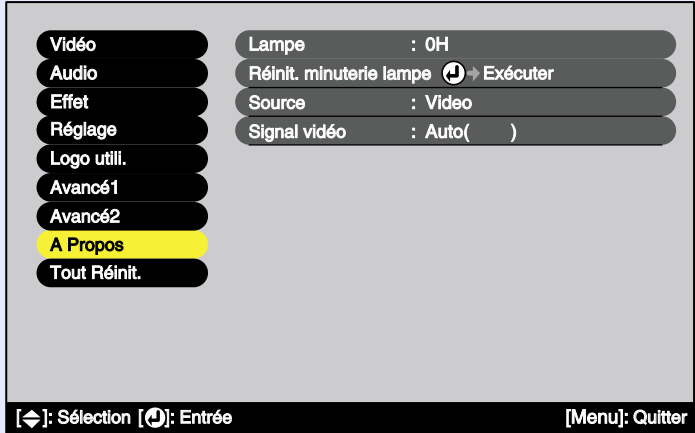 Vidéo
Audio
Effet
Réglage
Logo utili.
Avancé1
Avancé2
A Propos
Tout Réinit.
Lampe : 0H
Réinit. minuterie lampe Exécuter
Source : Video
Signal vidéo : Auto( )
[ ]: Sélection [ ]: Entrée [Menu]: Quitter